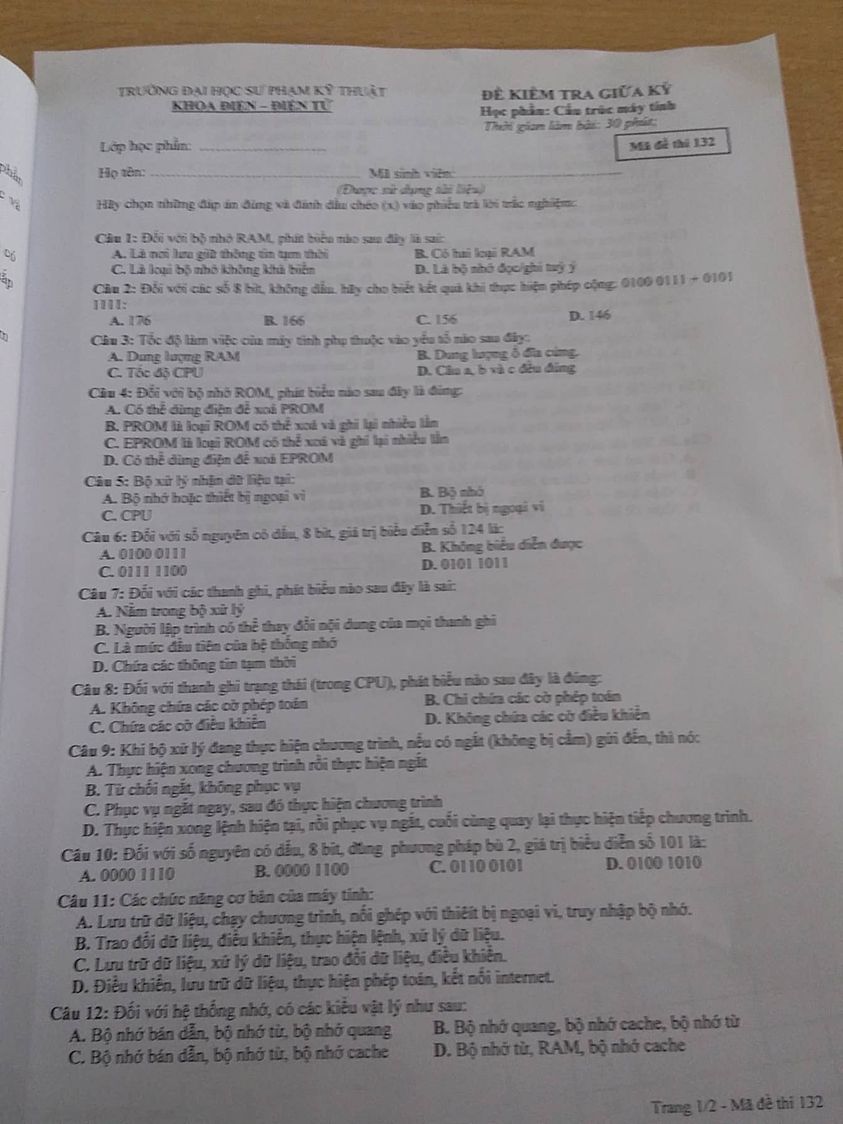 TRƯỜNG ĐẠI HỌC SƯ PHẠM KỸ THUẬT
KHOA ĐIỆN – ĐIỆN TỬ
ĐỀ KIỂM TRA GIỮA KỲ
Học phần: Cấu trúc máy tính
Thời gian làm bài: 30 phút;
Lớp học phần:
Mã đề thi 132
Họ tên: Mã sinh viên:
(Được sử dụng tài liệu)
Hãy chọn những đáp án đúng và đánh dấu chéo (x) vào phiếu trả lời trắc nghiệm:
Câu 1: Đối với bộ nhớ RAM, phát biểu nào sau đây là sai:
A. Là nơi lưu giữ thông tin tạm thời B. Có hai loại RAM
C. Là loại bộ nhớ không khả biến D. Là bộ nhớ đọc/ghi tuỳ ý
Câu 2: Đối với các số 8 bit, không dấu, hãy cho biết kết quả khi thực hiện phép cộng: 0100 0111 + 0101
1111:
A. 176 B. 166 C. 156 D. 146
Câu 3: Tốc độ làm việc của máy tính phụ thuộc vào yếu tố nào sau đây:
A. Dung lượng RAM B. Dung lượng ổ đĩa cứng.
C. Tốc độ CPU D. Câu a, b và c đều đúng
Câu 4: Đối với bộ nhớ ROM, phát biểu nào sau đây là đúng:
A. Có thể dùng điện để xoá PROM
B. PROM là loại ROM có thể xoá và ghi lại nhiều lần
C. EPROM là loại ROM có thể xoá và ghi lại nhiều lần
D. Có thể dùng điện để xoá EPROM
Câu 5: Bộ xử lý nhận dữ liệu tại:
A. Bộ nhớ hoặc thiết bị ngoại vi B. Bộ nhớ
C. CPU D. Thiết bị ngoại vi
Câu 6: Đối với số nguyên có dấu, 8 bit, giá trị biểu diễn số 124 là:
A. 0100 0111 B. Không biểu diễn được
C. 0111 1100 D. 0101 1011
Câu 7: Đối với các thanh ghi, phát biểu nào sau đây là sai:
A. Nằm trong bộ xử lý
B. Người lập trình có thể thay đổi nội dung của mọi thanh ghi
C. Là mức đầu tiên của hệ thống nhớ
D. Chứa các thông tin tạm thời
Câu 8: Đối với thanh ghi trạng thái (trong CPU), phát biểu nào sau đây là đúng:
A. Không chứa các cờ phép toán B. Chỉ chứa các cờ phép toán
C. Chứa các cờ điều khiển D. Không chứa các cờ điều khiển
Câu 9: Khi bộ xử lý đang thực hiện chương trình, nếu có ngắt (không bị cấm) gửi đến, thì nó:
A. Thực hiện xong chương trình rồi thực hiện ngắt
B. Từ chối ngắt, không phục vụ
C. Phục vụ ngắt ngay, sau đó thực hiện chương trình
D. Thực hiện xong lệnh hiện tại, rồi phục vụ ngắt, cuối cùng quay lại thực hiện tiếp chương trình.
Câu 10: Đối với số nguyên có dấu, 8 bit, dùng phương pháp bù 2, giá trị biểu diễn số 101 là:
A. 0000 1110 B. 0000 1100 C. 0110 0101 D. 0100 1010
Câu 11: Các chức năng cơ bản của máy tính:
A. Lưu trữ dữ liệu, chạy chương trình, nối ghép với thiêít bị ngoại vi, truy nhập bộ nhớ.
B. Trao đổi dữ liệu, điều khiển, thực hiện lệnh, xử lý dữ liệu.
C. Lưu trữ dữ liệu, xử lý dữ liệu, trao đổi dữ liệu, điều khiển.
D. Điều khiển, lưu trữ dữ liệu, thực hiện phép toán, kết nối internet.
Câu 12: Đối với hệ thống nhớ, có các kiểu vật lý như sau:
A. Bộ nhớ bán dẫn, bộ nhớ từ, bộ nhớ quang B. Bộ nhớ quang, bộ nhớ cache, bộ nhớ từ
C. Bộ nhớ bán dẫn, bộ nhớ từ, bộ nhớ cache D. Bộ nhớ từ, RAM, bộ nhớ cache
Trang 1/2 - Mã đề thi 132